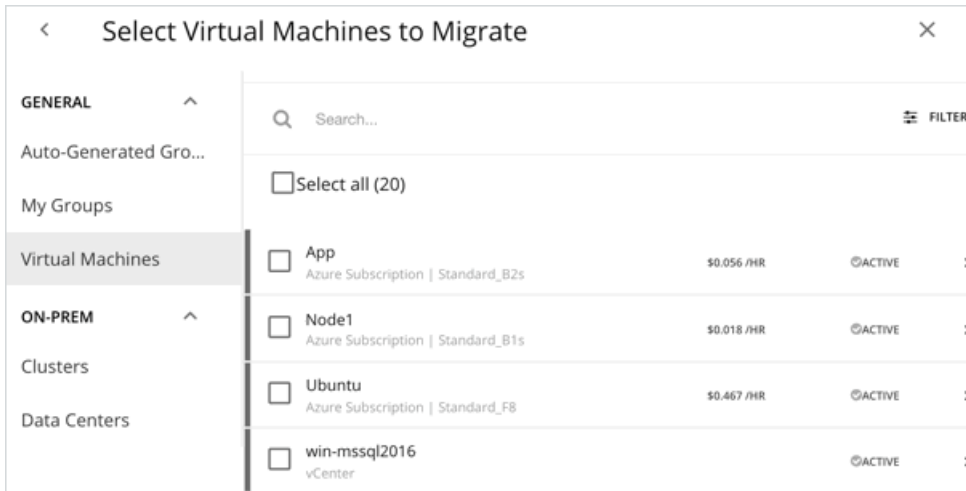 Select Virtual Machines to Migrate
GENERAL
Auto-Generated Gro...
My Groups
Virtual Machines
ON-PREM
Clusters
Data Centers
Search...
FILTER
Select all (20)
App
Azure Subscription | Standard_B2s
$0.056 /HR
ACTIVE
Node1
Azure Subscription | Standard_B1s
$0.018 /HR
ACTIVE
Ubuntu
Azure Subscription | Standard_F8
$0.467 /HR
ACTIVE
win-mssql2016
vCenter
ACTIVE